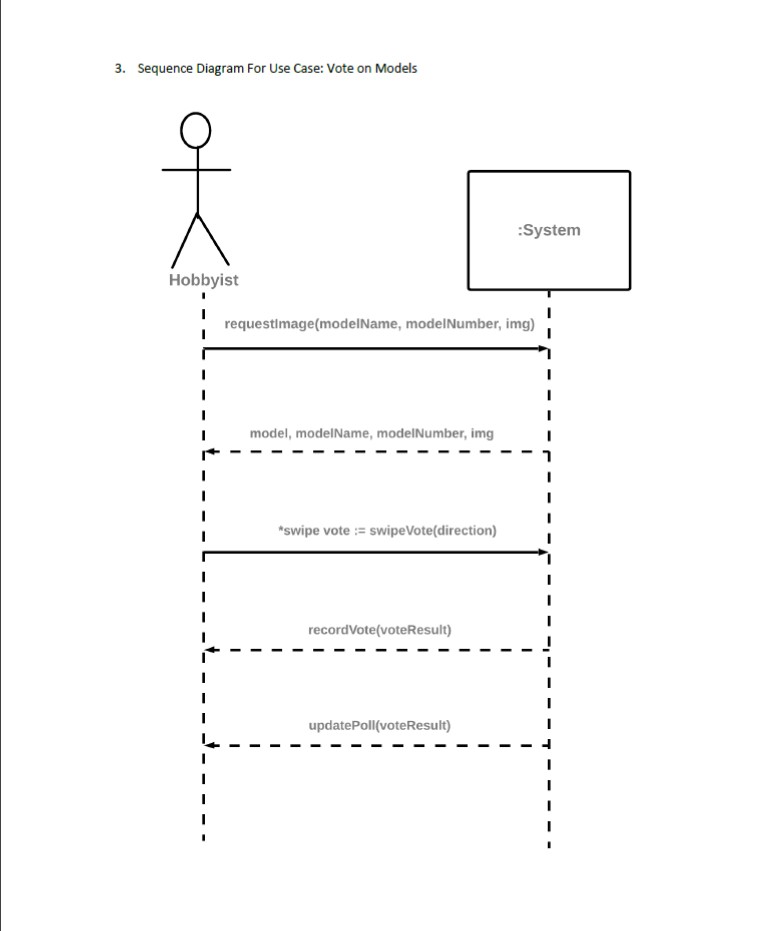 3. Sequence Diagram For Use Case: Vote on Models
:System
Hobbyist
requestImage(modelName, modelNumber, img)
model, modelName, modelNumber, img
*swipe vote := swipeVote(direction)
recordVote(voteResult)
updatePoll(voteResult)